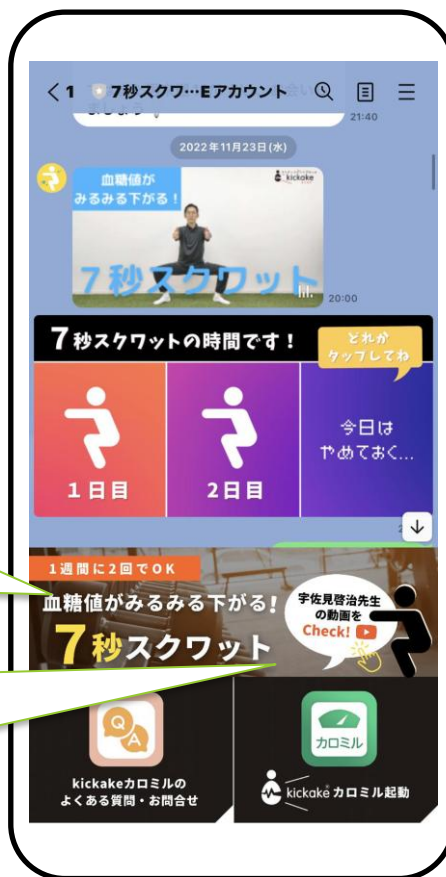 1
7秒スクワ…Eアカウント
21:40
2022年11月23日(水)
血糖値が
みるみる下がる!
kickake
7秒スクワット
20:00
7秒スクワットの時間です!
どれか
タップしてね
1日目
2日目
今日は
やめておく…
1週間に2回でOK
血糖値がみるみる下がる!
7秒スクワット
宇佐見啓治先生
の動画を
Check!
Q
A
カロミル
kickakeカロミルの
よくある質問・お問合せ
kickakeカロミル起動